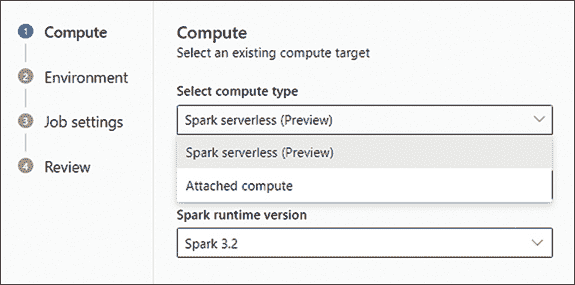 1 Compute
2 Environment
3 Job settings
4 Review
Compute
Select an existing compute target
Select compute type
Spark serverless (Preview)
Spark serverless (Preview)
Attached compute
Spark runtime version
Spark 3.2